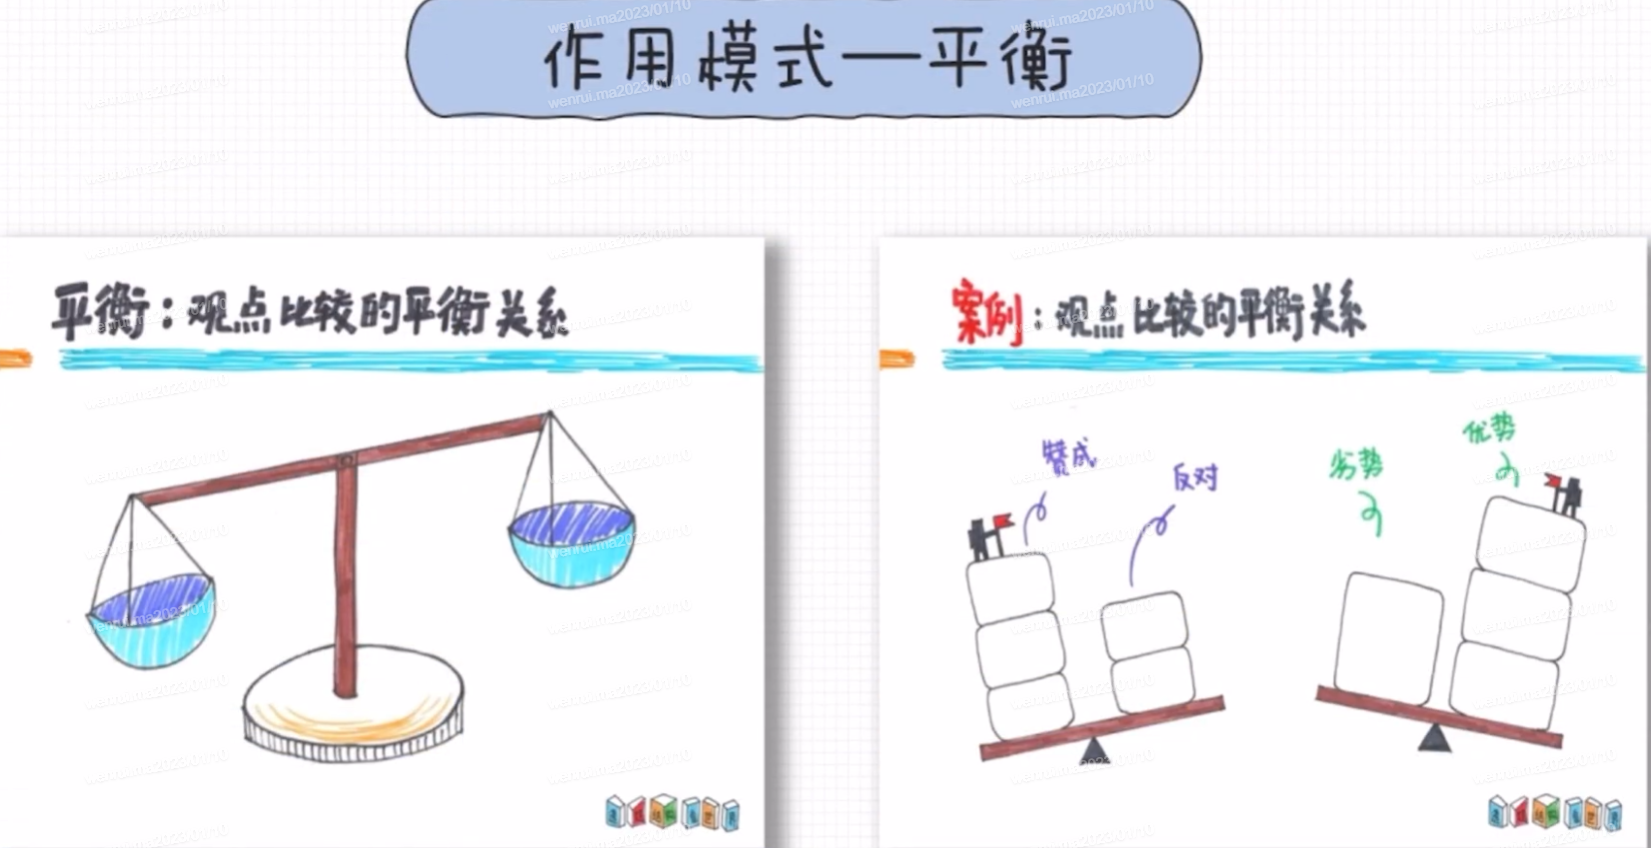 作用模式—平衡
平衡：观点比较的平衡关系
案例：观点比较的平衡关系
赞成
反对
劣势
优势
wenrui.ma2023/01/10